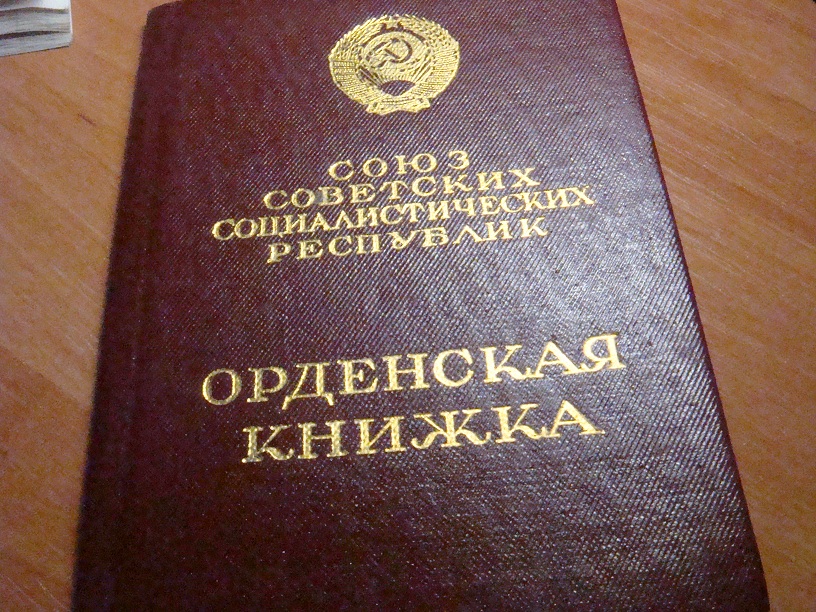 СОЮЗ
СОВЕТСКИХ
СОЦИАЛИСТИЧЕСКИХ
РЕСПУБЛИК
ОРДЕНСКАЯ
КНИЖКА